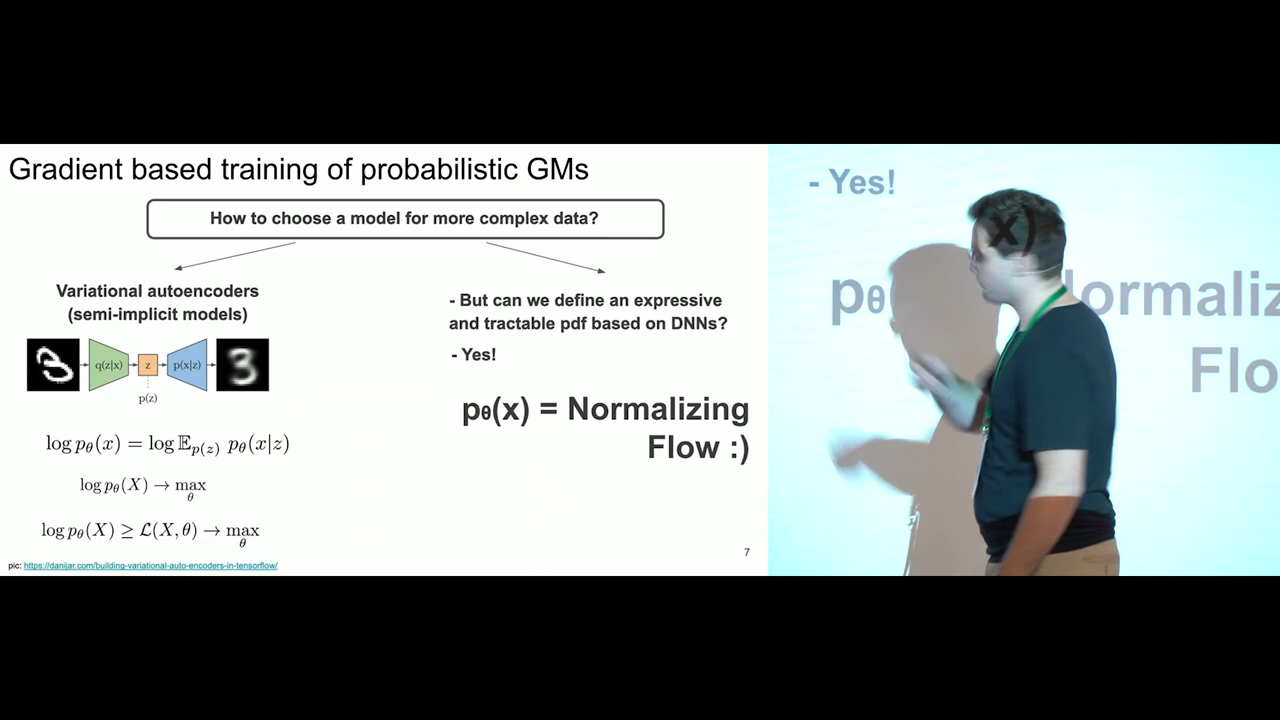 Gradient based training of probabilistic GMs
How to choose a model for more complex data?
Variational autoencoders
(semi-implicit models)
q(z|x)
z
p(x|z)
p(z)
log pθ(x) = log 𝔼p(z) pθ(x|z)
log pθ(X) → max θ
log pθ(X) ≥ ℒ(X, θ) → max θ
pic: https://danijar.com/building-variational-auto-encoders-in-tensorflow/
- But can we define an expressive
and tractable pdf based on DNNs?
- Yes!
pθ(x) = Normalizing
Flow :)
7
- Yes!
pθ x) Normaliz
Flo